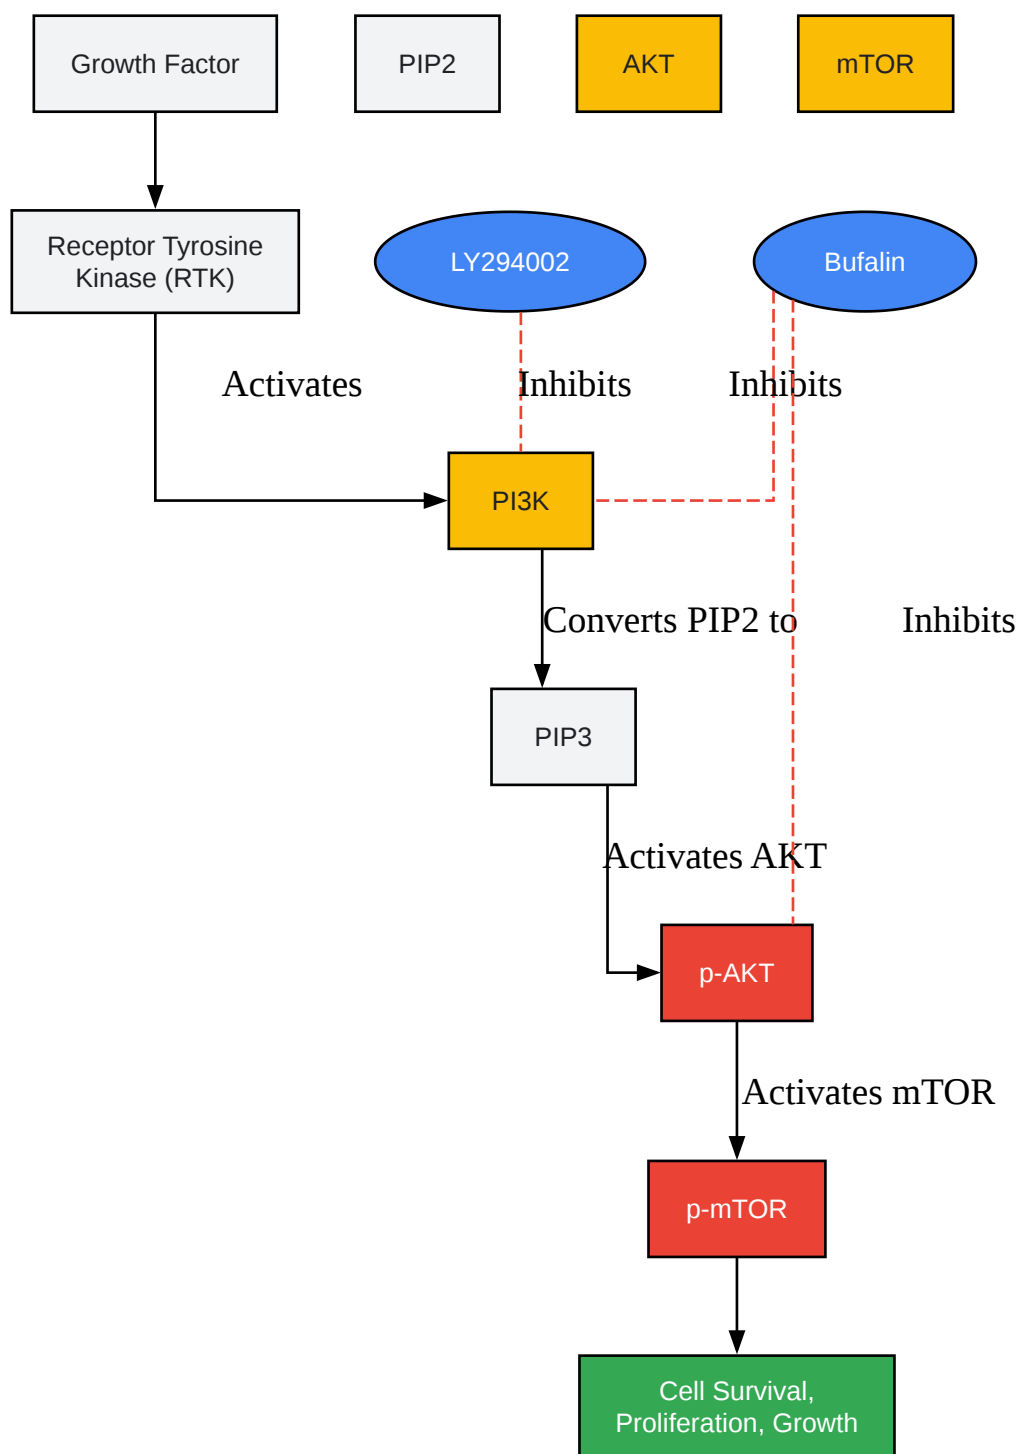 Growth Factor
PIP2
AKT
mTOR
Receptor Tyrosine
Kinase (RTK)
LY294002
Bufalin
Activates
Inhibits
Inhibits
PI3K
Converts PIP2 to
Inhibits
PIP3
Activates AKT
p-AKT
Activates mTOR
p-mTOR
Cell Survival,
Proliferation, Growth